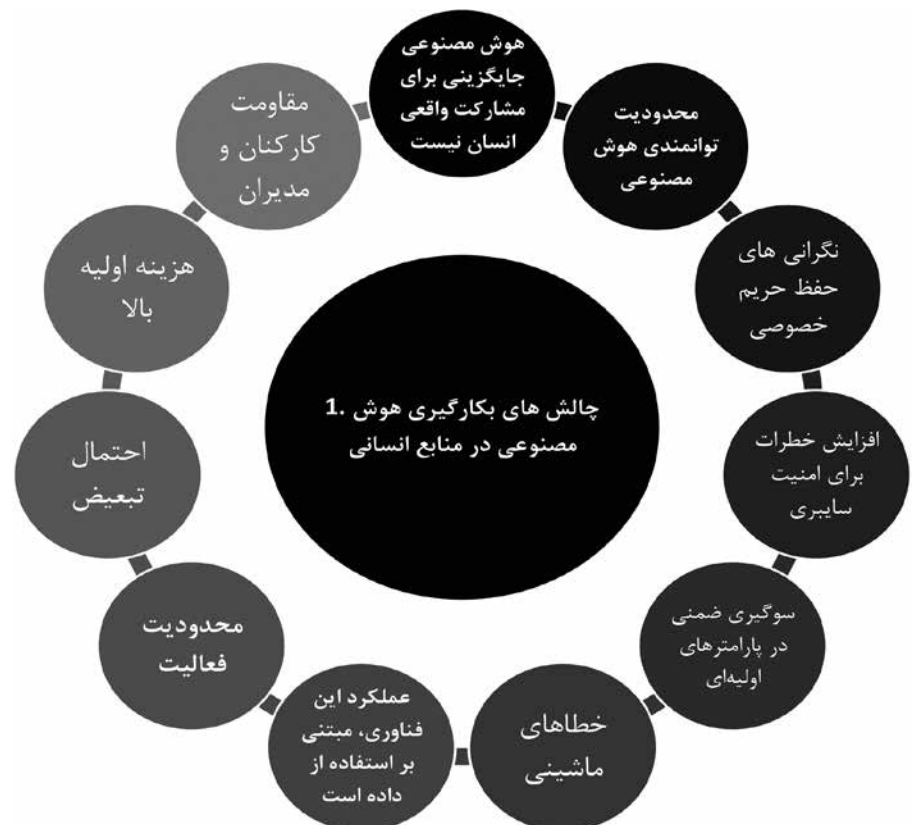 هوش مصنوعی
جایگزینی برای
مشارکت واقعی
انسان نیست
محدودیت
توانمندی هوش
مصنوعی
نگرانی های
حفظ حریم
خصوصی
افزایش خطرات
برای امنیت
سایبری
سوگیری ضمنی
در پارامترهای
اولیه‌ای
خطاهای
ماشینی
عملکرد این
فناوری، مبتنی
بر استفاده از
داده است
محدودیت
فعالیت
احتمال
تبعیض
هزینه اولیه
بالا
مقاومت
کارکنان و
مدیران
1. چالش های بکارگیری هوش
مصنوعی در منابع انسانی